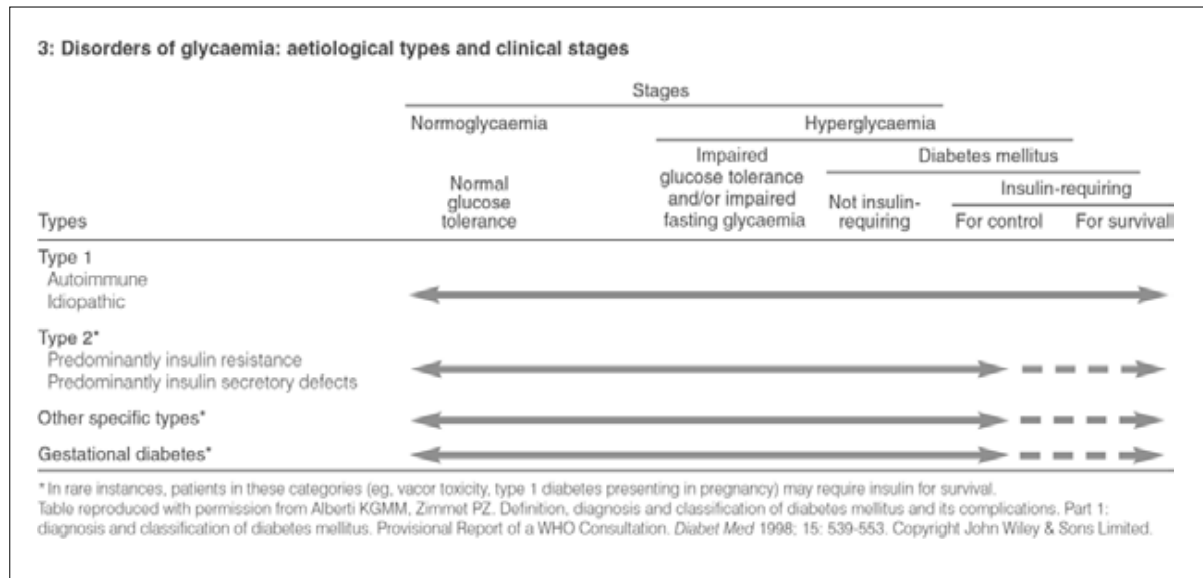 3: Disorders of glycaemia: aetiological types and clinical stages
Stages
Normoglycaemia Hyperglycaemia
Impaired glucose tolerance and/or impaired fasting glycaemia
Diabetes mellitus
Normal glucose tolerance
Not insulin-requiring
Insulin-requiring
Types
For control For survivall
Type 1
Autoimmune
Idiopathic
Type 2*
Predominantly insulin resistance
Predominantly insulin secretory defects
Other specific types*
Gestational diabetes*
*In rare instances, patients in these categories (eg, vacor toxicity, type 1 diabetes presenting in pregnancy) may require insulin for survival.
Table reproduced with permission from Alberti KGMM, Zimmet PZ. Definition, diagnosis and classification of diabetes mellitus and its complications. Part 1:
diagnosis and classification of diabetes mellitus. Provisional Report of a WHO Consultation. Diabet Med 1998; 15: 539-553. Copyright John Wiley & Sons Limited.